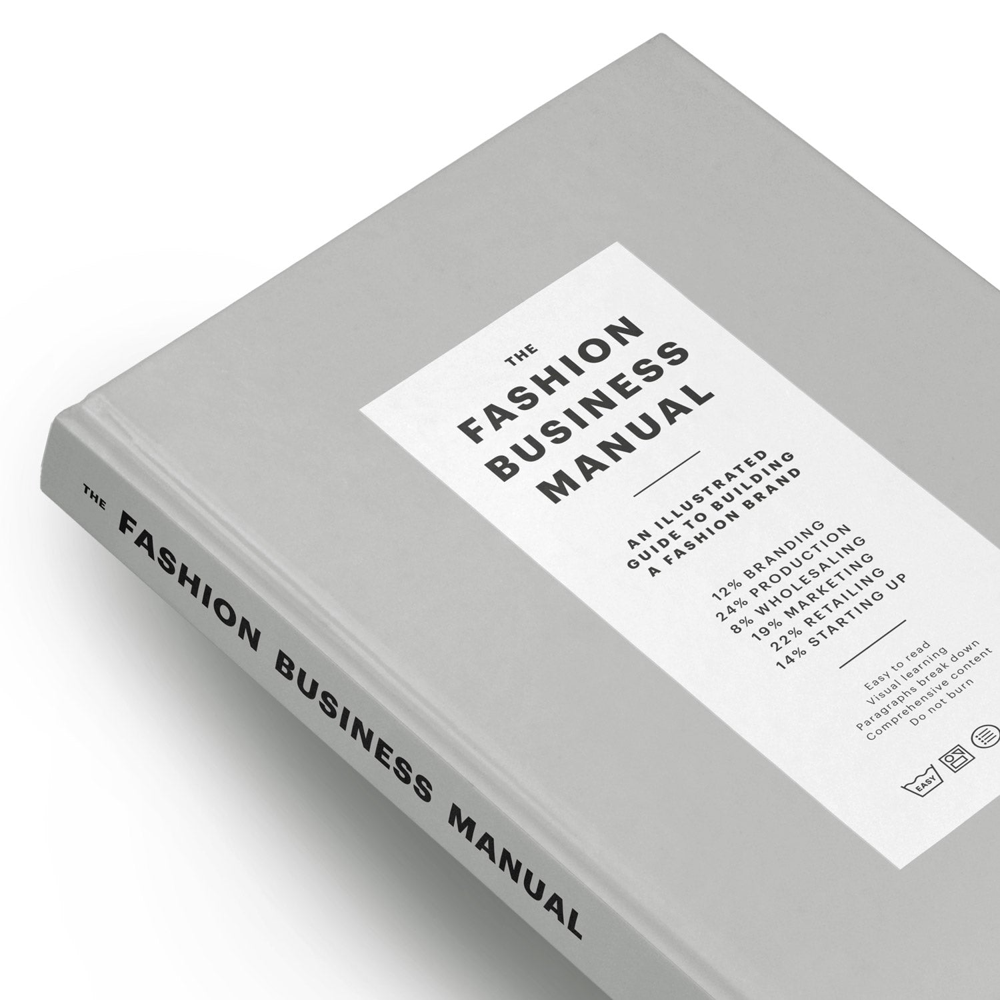 THE
FASHION
BUSINESS
MANUAL
AN ILLUSTRATED
GUIDE TO BUILDING
A FASHION BRAND
12% BRANDING
24% PRODUCTION
8% WHOLESALING
19% MARKETING
22% RETAILING
14% STARTING UP
Easy to read
Visual learning
Paragraphs break down
Comprehensive content
Do not burn
EASY
THE FASHION BUSINESS MANUAL